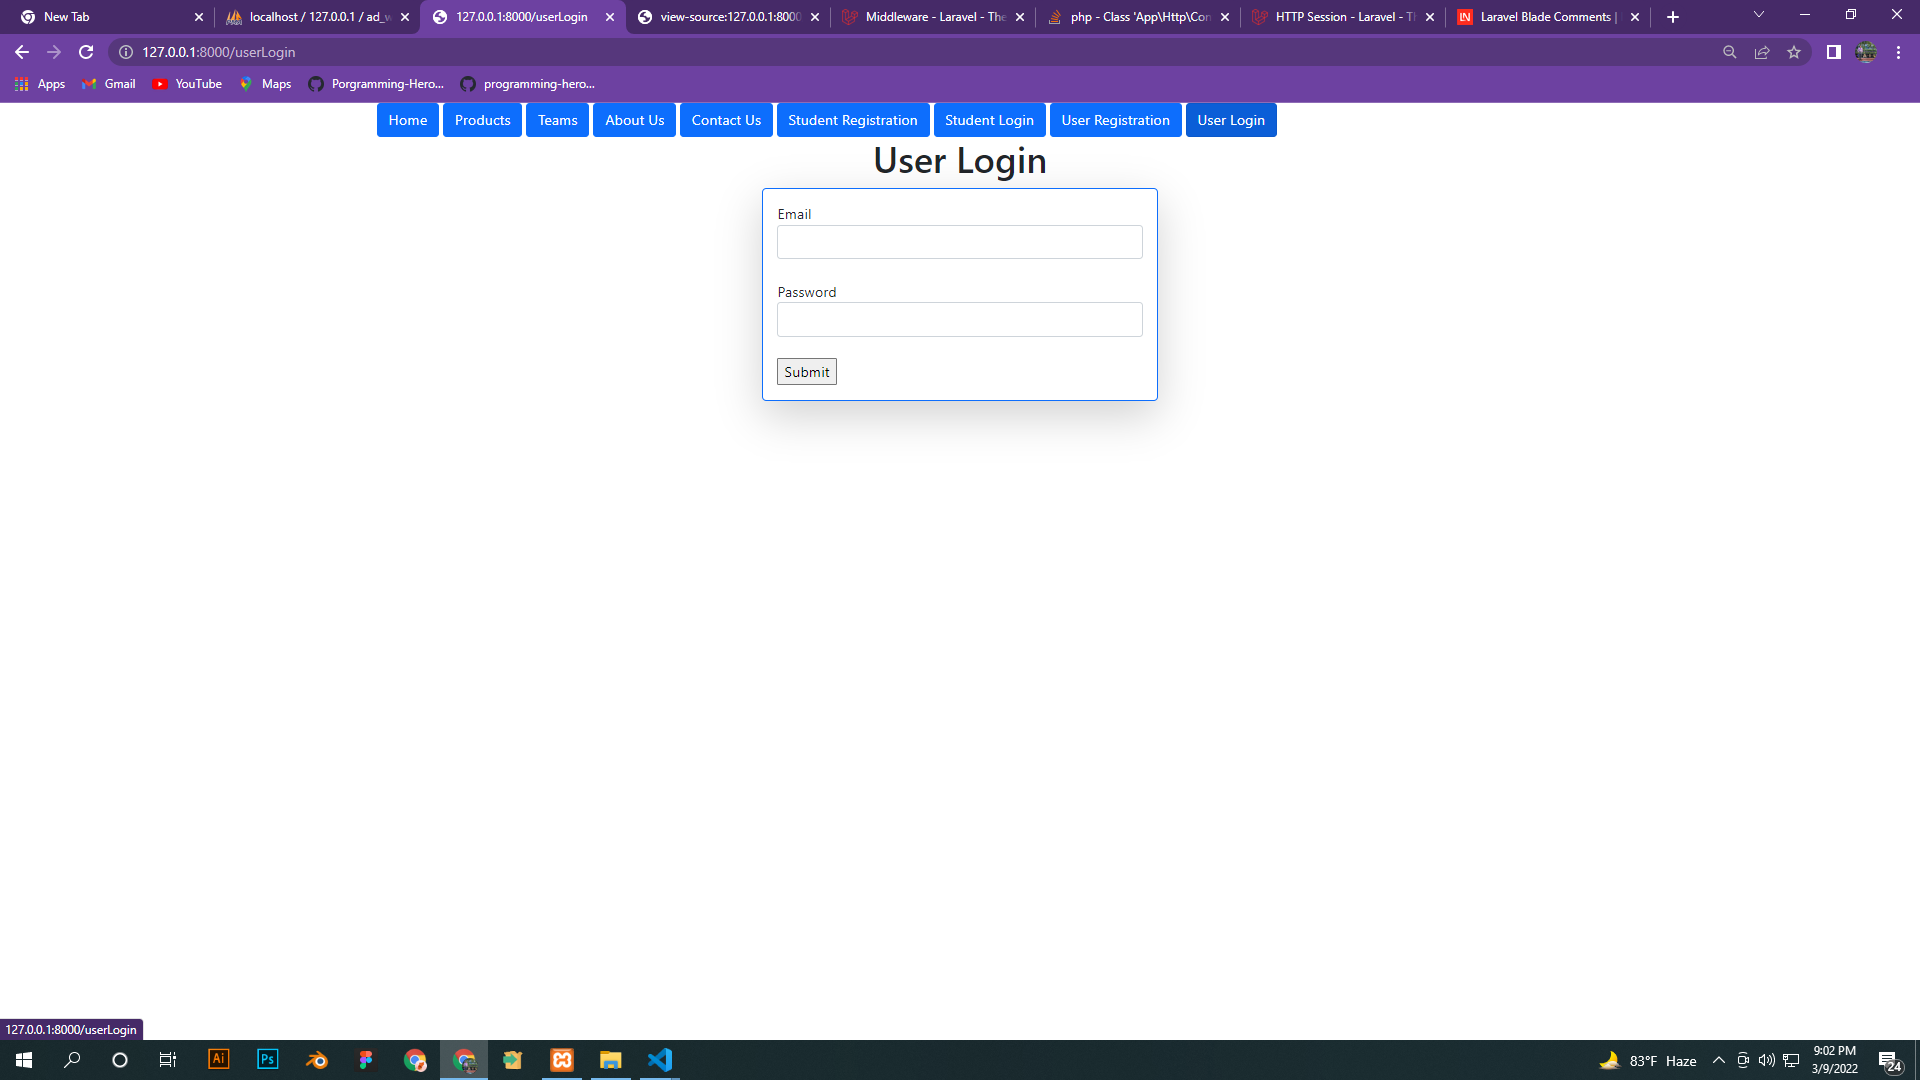 New Tab
localhost / 127.0.0.1 / ad_w
127.0.0.1:8000/userLogin
view-source:127.0.0.1:8000
Middleware - Laravel - The
php - Class 'App\Http\Con
HTTP Session - Laravel - Th
Laravel Blade Comments |
127.0.0.1:8000/userLogin
Apps
Gmail
YouTube
Maps
Porgramming-Hero...
programming-hero...
Home
Products
Teams
About Us
Contact Us
Student Registration
Student Login
User Registration
User Login
User Login
Email
Password
Submit
127.0.0.1:8000/userLogin
Ai
Ps
83°F Haze
9:02 PM
3/9/2022
24